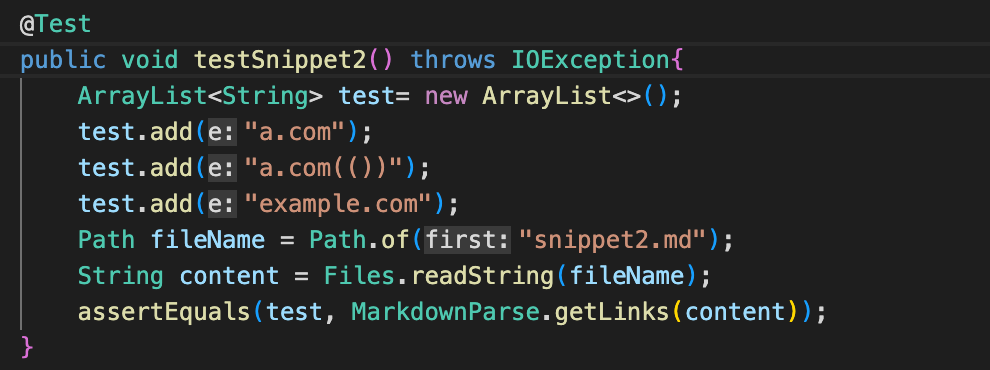 @Test
public void testSnippet2() throws IOException{
    ArrayList<String> test= new ArrayList<>();
    test.add(e: "a.com");
    test.add(e: "a.com(())");
    test.add(e: "example.com");
    Path fileName = Path.of(first: "snippet2.md");
    String content = Files.readString(fileName);
    assertEquals(test, MarkdownParse.getLinks(content));
}